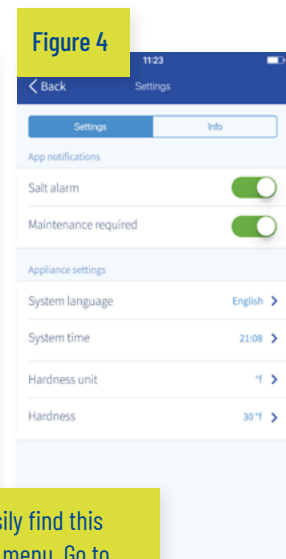 Figure 4
11:23
Back Settings
Settings Info
App notifications
Salt alarm
Maintenance required
Appliance settings
System language English
System time 21:08
Hardness unit °f
Hardness 30 °f
sily find this
menu. Go to